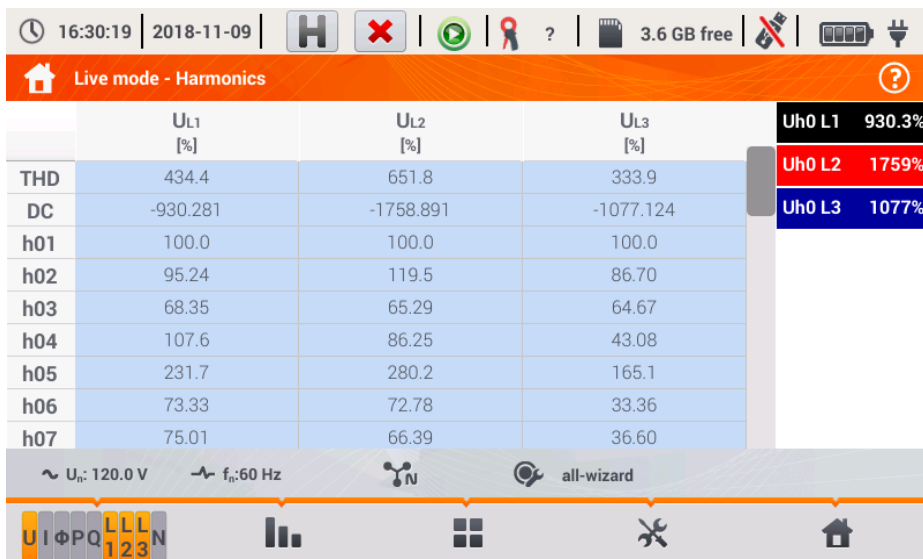 16:30:19 2018-11-09 H ? 3.6 GB free
Live mode - Harmonics ?
UL1 UL2 UL3
[%] [%] [%]
THD 434.4 651.8 333.9
DC -930.281 -1758.891 -1077.124
h01 100.0 100.0 100.0
h02 95.24 119.5 86.70
h03 68.35 65.29 64.67
h04 107.6 86.25 43.08
h05 231.7 280.2 165.1
h06 73.33 72.78 33.36
h07 75.01 66.39 36.60
Uh0 L1 930.3%
Uh0 L2 1759%
Uh0 L3 1077%
Un: 120.0 V fn:60 Hz N all-wizard
U I Φ P Q L1 L2 L3 N